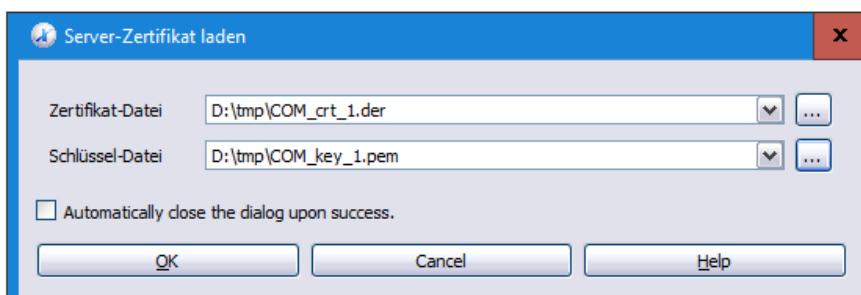 Server-Zertifikat laden
Zertifikat-Datei D:\tmp\COM_crt_1.der ...
Schlüssel-Datei D:\tmp\COM_key_1.pem ...
Automatically close the dialog upon success.
OK Cancel Help